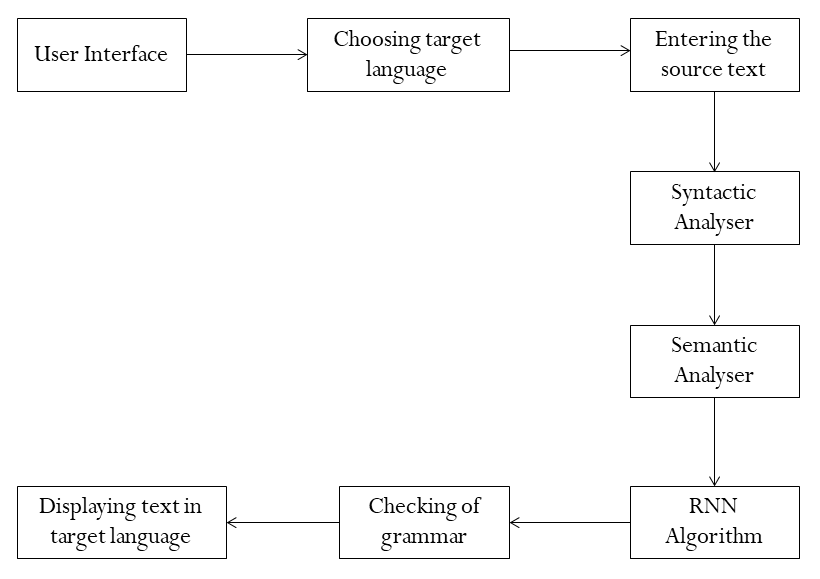 User Interface
Choosing target
language
Entering the
source text
Syntactic
Analyser
Semantic
Analyser
RNN
Algorithm
Checking of
grammar
Displaying text in
target language